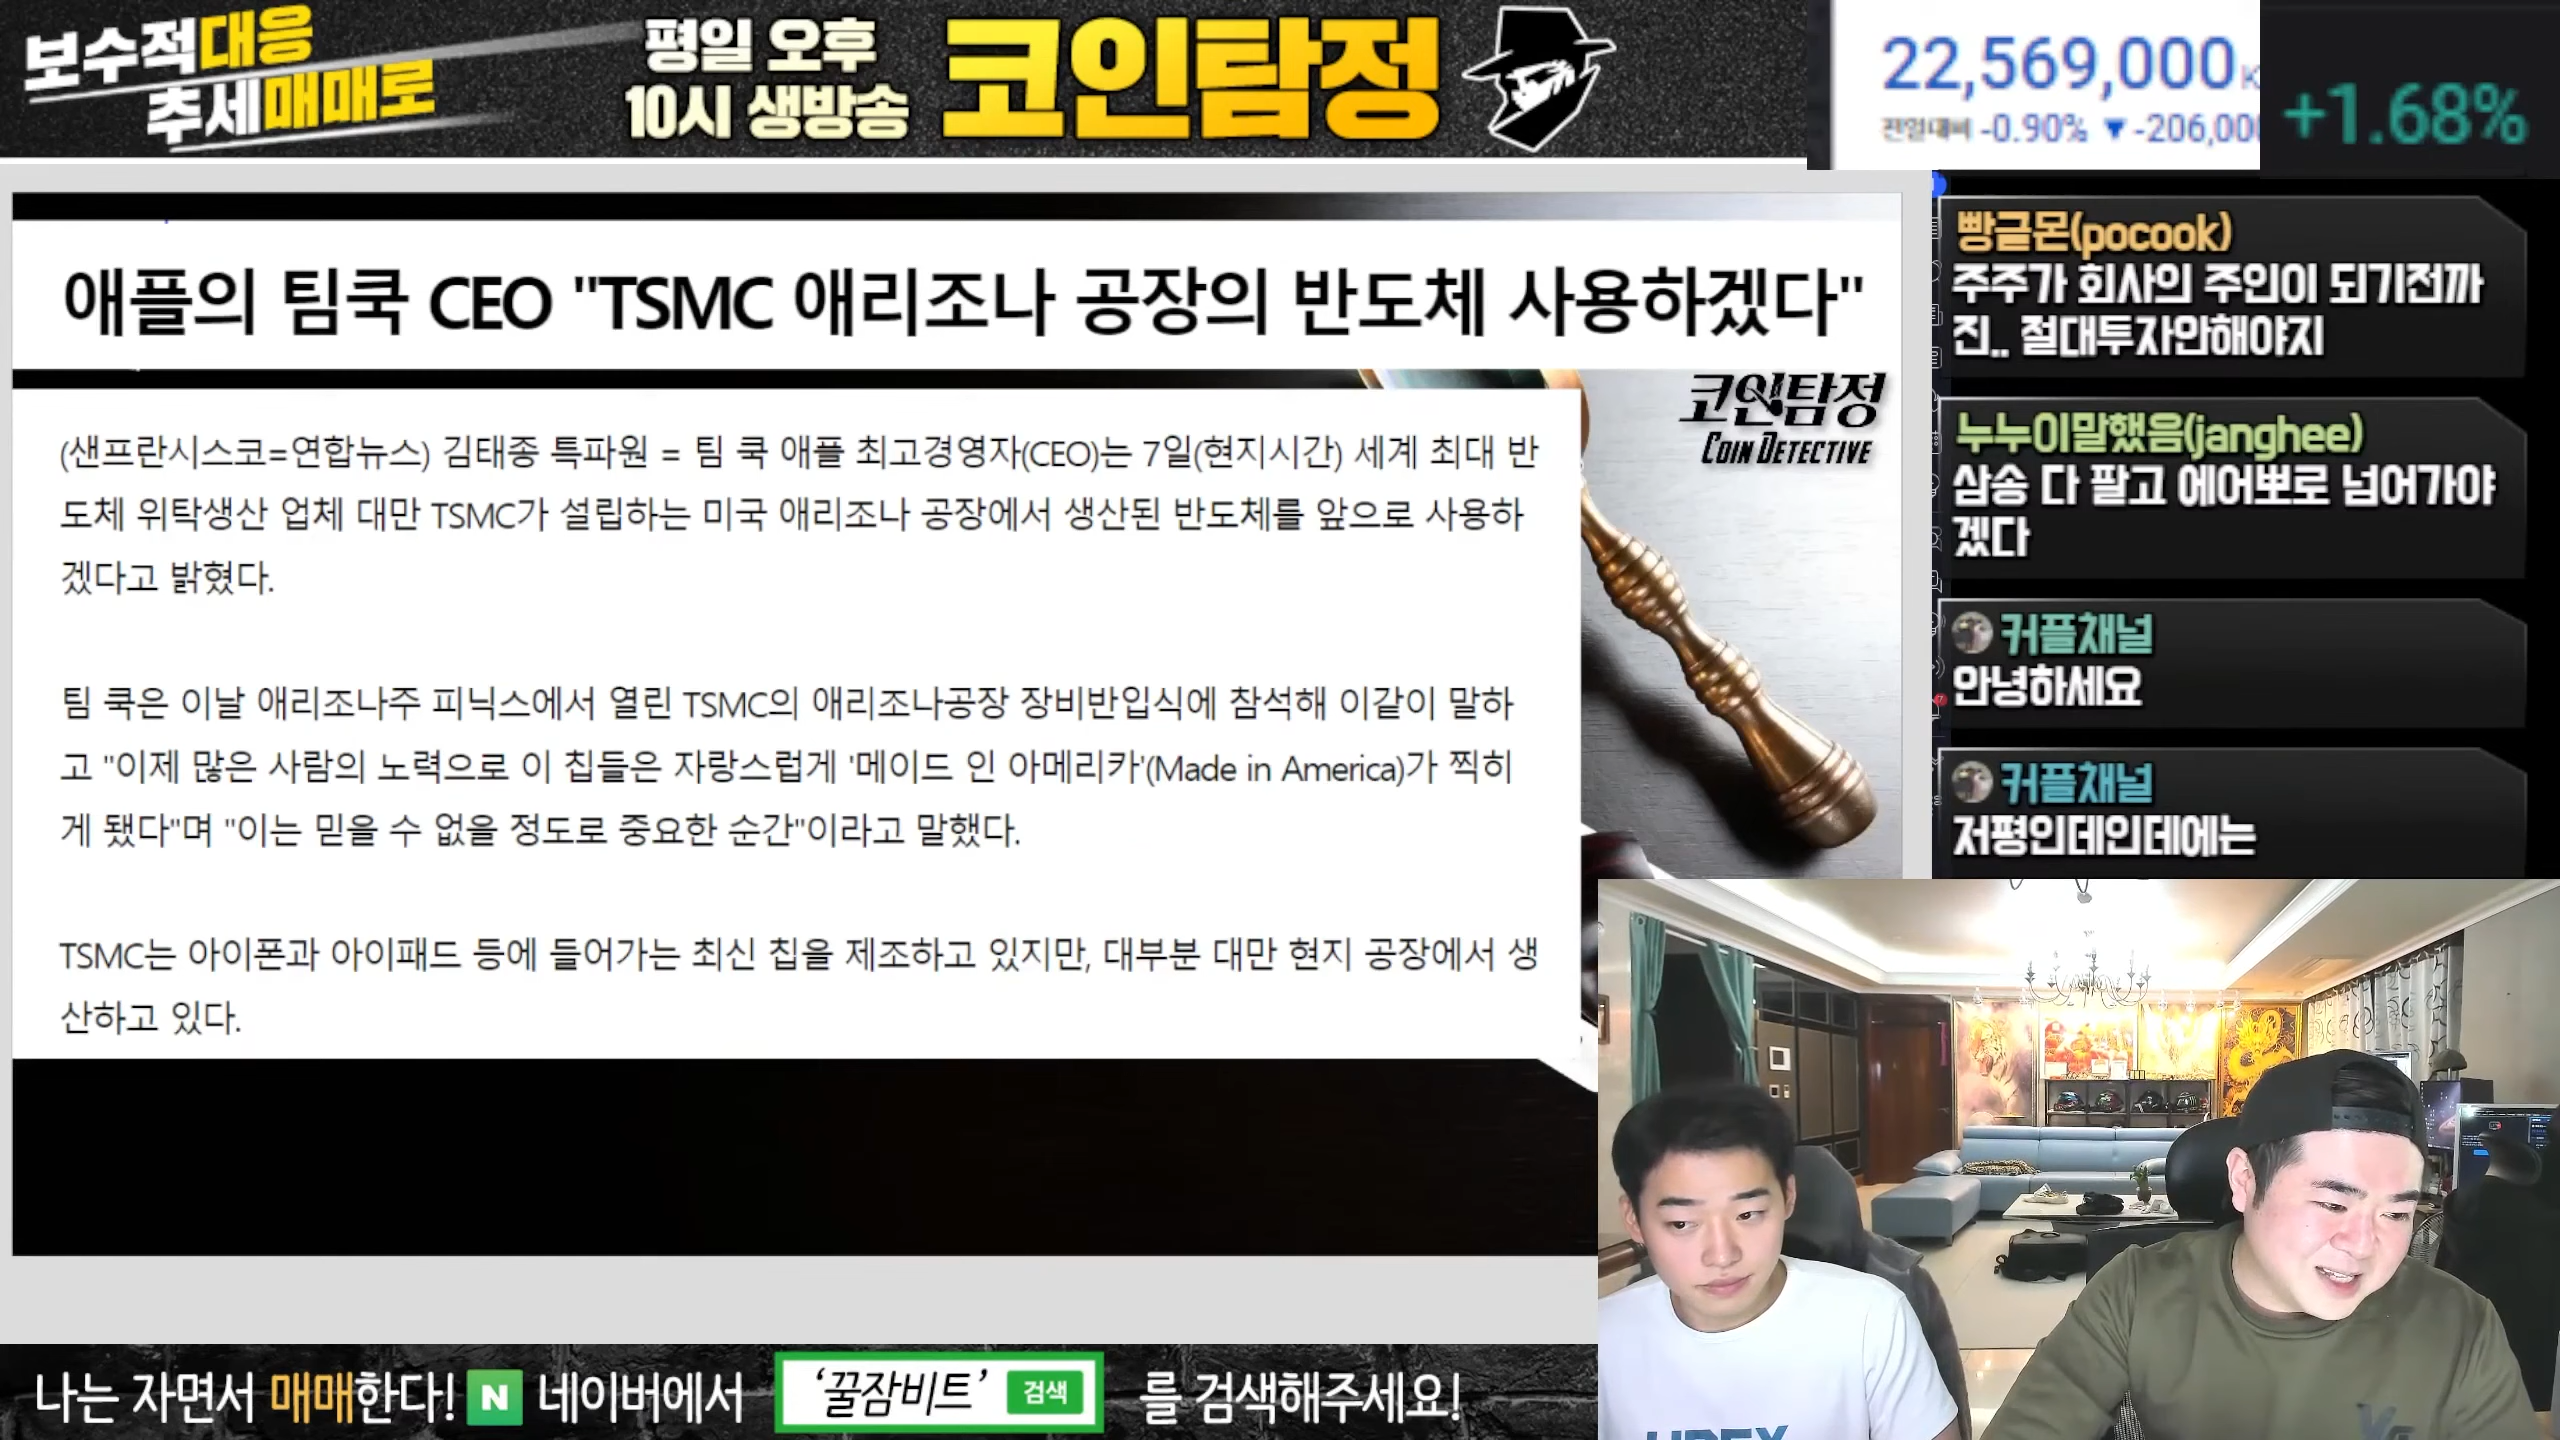 보수적대응
추세매매로
평일 오후
10시 생방송
코인탐정
22,569,000
전일대비 -0.90% ▼-206,00
+1.68%
애플의 팀쿡 CEO "TSMC 애리조나 공장의 반도체 사용하겠다"
코인탐정
COIN DETECTIVE
(샌프란시스코=연합뉴스) 김태종 특파원 = 팀 쿡 애플 최고경영자(CEO)는 7일(현지시간) 세계 최대 반
도체 위탁생산 업체 대만 TSMC가 설립하는 미국 애리조나 공장에서 생산된 반도체를 앞으로 사용하
겠다고 밝혔다.
팀 쿡은 이날 애리조나주 피닉스에서 열린 TSMC의 애리조나공장 장비반입식에 참석해 이같이 말하
고 "이제 많은 사람의 노력으로 이 칩들은 자랑스럽게 '메이드 인 아메리카'(Made in America)가 찍히
게 됐다"며 "이는 믿을 수 없을 정도로 중요한 순간"이라고 말했다.
TSMC는 아이폰과 아이패드 등에 들어가는 최신 칩을 제조하고 있지만, 대부분 대만 현지 공장에서 생
산하고 있다.
빵귵몬(pocook)
주주가 회사의 주인이 되기전까
진.. 절대투자안해야지
누누이말했음(janghee)
삼송 다 팔고 에어뽀로 넘어가야
겠다
커플채널
안녕하세요
커플채널
저평인데인데에는
나는 자면서 매매한다! N 네이버에서 '꿀잠비트' 검색 를 검색해주세요!